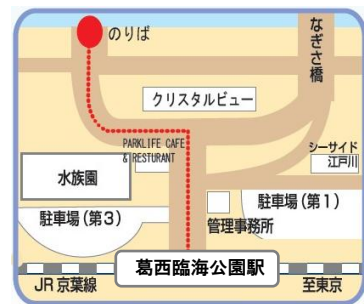 のりば
なぎさ橋
クリスタルビュー
PARKLIFE CAFE
& RESTURANT
シーサイド
江戸川
水族園
駐車場（第1）
駐車場（第3）
管理事務所
葛西臨海公園駅
JR京葉線
至東京